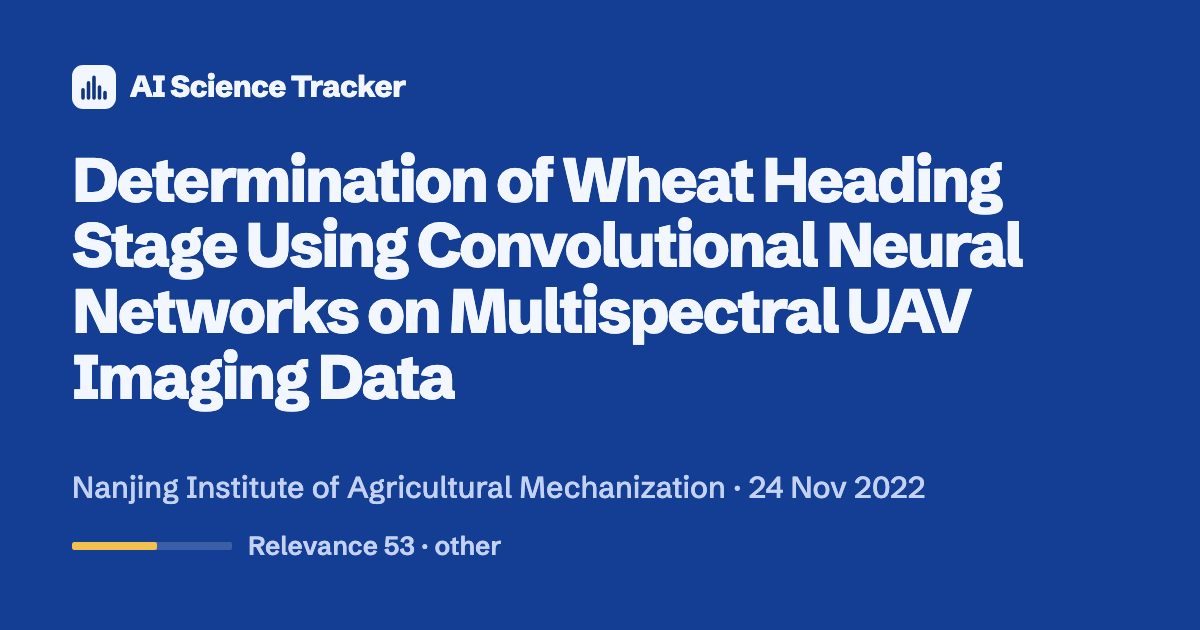 AI Science Tracker
Determination of Wheat Heading
Stage Using Convolutional Neural
Networks on Multispectral UAV
Imaging Data
Nanjing Institute of Agricultural Mechanization · 24 Nov 2022
Relevance 53 · other